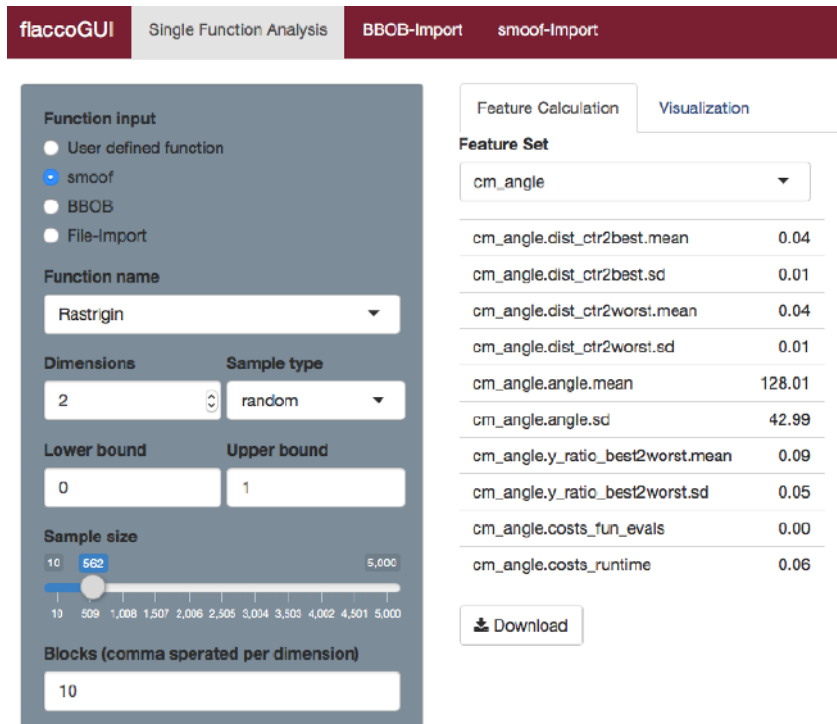 flaccoGUI Single Function Analysis BBOB-Import smoof-Import
Function input
User defined function
smoof
BBOB
File-Import
Function name
Rastrigin
Dimensions Sample type
2 random
Lower bound Upper bound
0 1
Sample size
10 562 5,000
10 509 1,008 1,507 2,006 2,505 3,004 3,503 4,002 4,501 5,000
Blocks (comma sperated per dimension)
10
Feature Calculation Visualization
Feature Set
cm_angle
cm_angle.dist_ctr2best.mean 0.04
cm_angle.dist_ctr2best.sd 0.01
cm_angle.dist_ctr2worst.mean 0.04
cm_angle.dist_ctr2worst.sd 0.01
cm_angle.angle.mean 128.01
cm_angle.angle.sd 42.99
cm_angle.y_ratio_best2worst.mean 0.09
cm_angle.y_ratio_best2worst.sd 0.05
cm_angle.costs_fun_evals 0.00
cm_angle.costs_runtime 0.06
Download